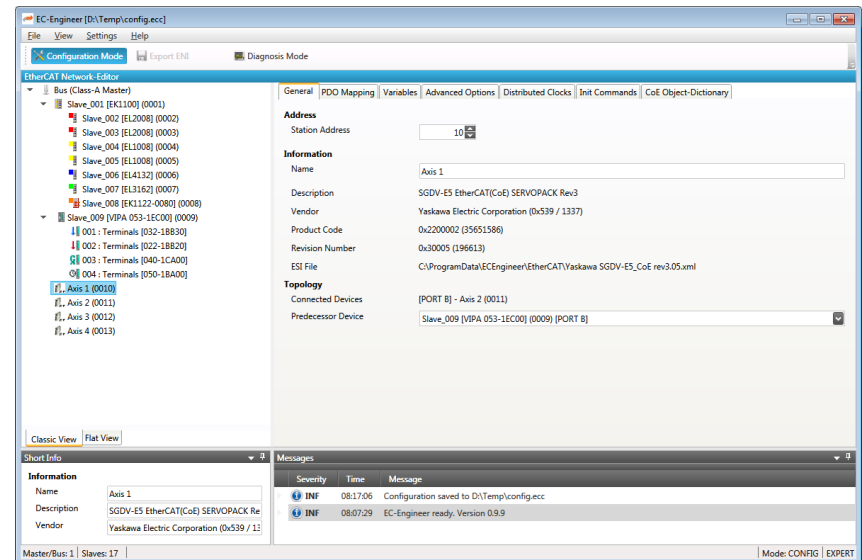 EC-Engineer [D:\Temp\config.ecc]
File View Settings Help
Configuration Mode Export ENI Diagnosis Mode
EtherCAT Network-Editor
Bus (Class-A Master)
Slave_001 [EK1100] (0001)
Slave_002 [EL2008] (0002)
Slave_003 [EL2008] (0003)
Slave_004 [EL1008] (0004)
Slave_005 [EL1008] (0005)
Slave_006 [EL4132] (0006)
Slave_007 [EL3162] (0007)
Slave_008 [EK1122-0080] (0008)
Slave_009 [VIPA 053-1EC00] (0009)
001 : Terminals [032-1BB30]
002 : Terminals [022-1BB20]
003 : Terminals [040-1CA00]
004 : Terminals [050-1BA00]
Axis 1 (0010)
Axis 2 (0011)
Axis 3 (0012)
Axis 4 (0013)
Classic View Flat View
General PDO Mapping Variables Advanced Options Distributed Clocks Init Commands CoE Object-Dictionary
Address
Station Address 10
Information
Name Axis 1
Description SGDV-E5 EtherCAT(CoE) SERVOPACK Rev3
Vendor Yaskawa Electric Corporation (0x539 / 1337)
Product Code 0x2200002 (35651586)
Revision Number 0x30005 (196613)
ESI File C:\ProgramData\ECEngineer\EtherCAT\Yaskawa SGDV-E5_CoE rev3.05.xml
Topology
Connected Devices [PORT B] - Axis 2 (0011)
Predecessor Device Slave_009 [VIPA 053-1EC00] (0009) [PORT B]
Short Info
Information
Name Axis 1
Description SGDV-E5 EtherCAT(CoE) SERVOPACK Re
Vendor Yaskawa Electric Corporation (0x539 / 13
Messages
Severity Time Message
INF 08:17:06 Configuration saved to D:\Temp\config.ecc
INF 08:07:29 EC-Engineer ready. Version 0.9.9
Master/Bus: 1 Slaves: 17 Mode: CONFIG EXPERT